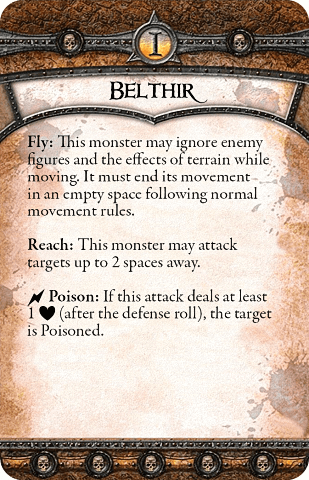 I
BELTHIR
Fly: This monster may ignore enemy
figures and the effects of terrain while
moving. It must end its movement
in an empty space following normal
movement rules.
Reach: This monster may attack
targets up to 2 spaces away.
Poison: If this attack deals at least
1 ♥ (after the defense roll), the target
is Poisoned.